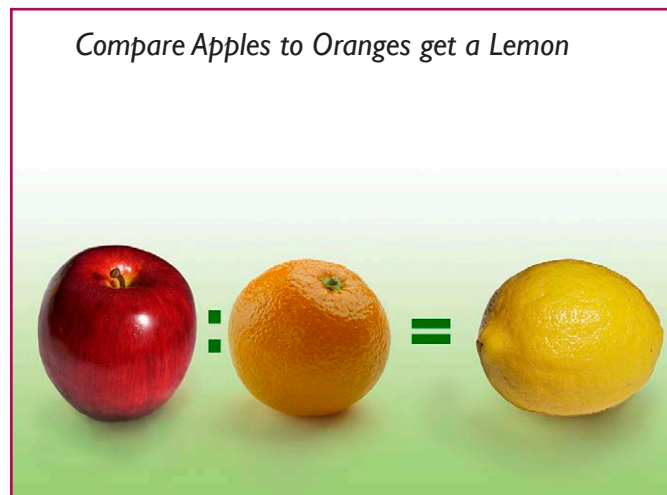 Compare Apples to Oranges get a Lemon
: =